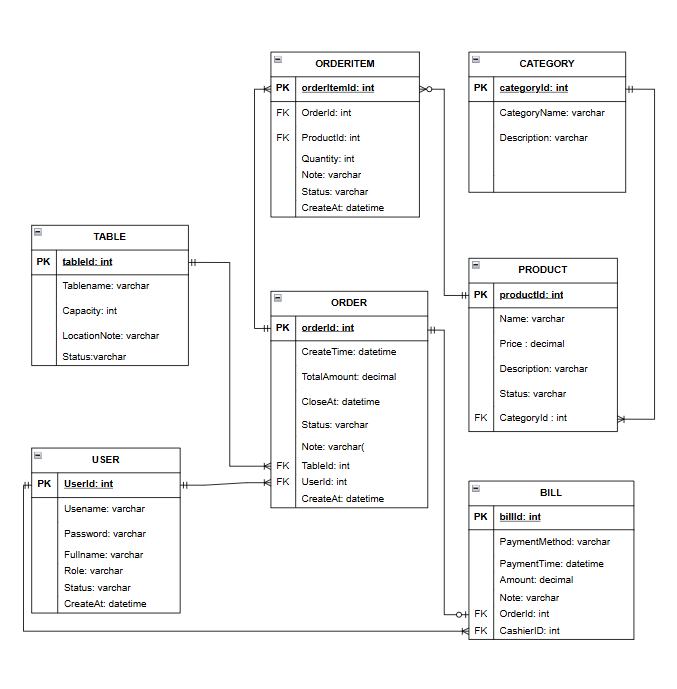 ORDERITEM
PK orderItemId: int
FK OrderId: int
FK ProductId: int
Quantity: int
Note: varchar
Status: varchar
CreateAt: datetime
CATEGORY
PK categoryId: int
CategoryName: varchar
Description: varchar
TABLE
PK tableId: int
Tablename: varchar
Capacity: int
LocationNote: varchar
Status:varchar
ORDER
PK orderId: int
CreateTime: datetime
TotalAmount: decimal
CloseAt: datetime
Status: varchar
Note: varchar(
FK TableId: int
FK UserId: int
CreateAt: datetime
PRODUCT
PK productId: int
Name: varchar
Price : decimal
Description: varchar
Status: varchar
FK CategoryId : int
USER
PK UserId: int
Usename: varchar
Password: varchar
Fullname: varchar
Role: varchar
Status: varchar
CreateAt: datetime
BILL
PK billId: int
PaymentMethod: varchar
PaymentTime: datetime
Amount: decimal
Note: varchar
FK OrderId: int
FK CashierID: int